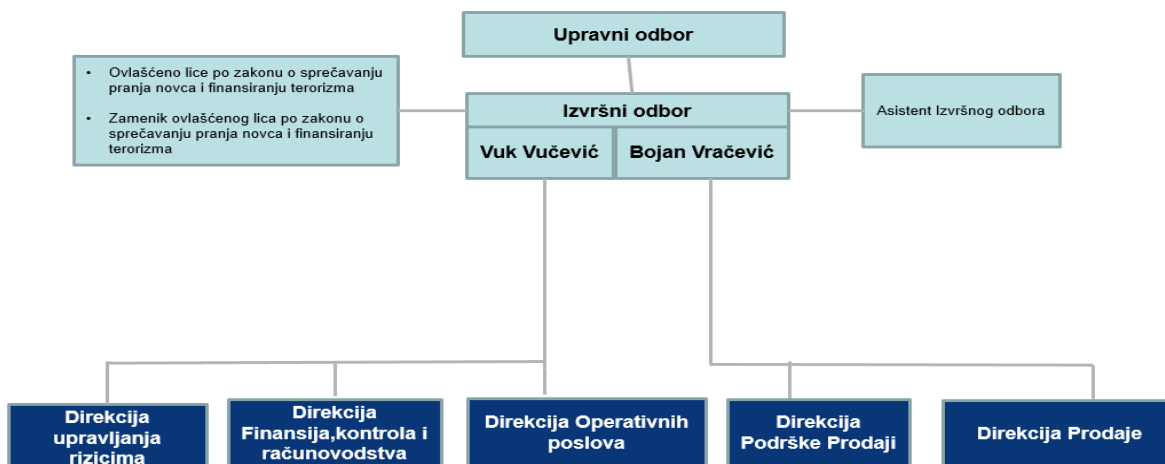 Upravni odbor
• Ovlašćeno lice po zakonu o sprečavanju
pranja novca i finansiranju terorizma
• Zamenik ovlašćenog lica po zakonu o
sprečavanju pranja novca i finansiranju
terorizma
Izvršni odbor
Vuk Vučević
Bojan Vračević
Asistent Izvršnog odbora
Direkcija
upravljanja
rizicima
Direkcija
Finansija,kontrola i
računovodstva
Direkcija Operativnih
poslova
Direkcija
Podrške Prodaji
Direkcija Prodaje